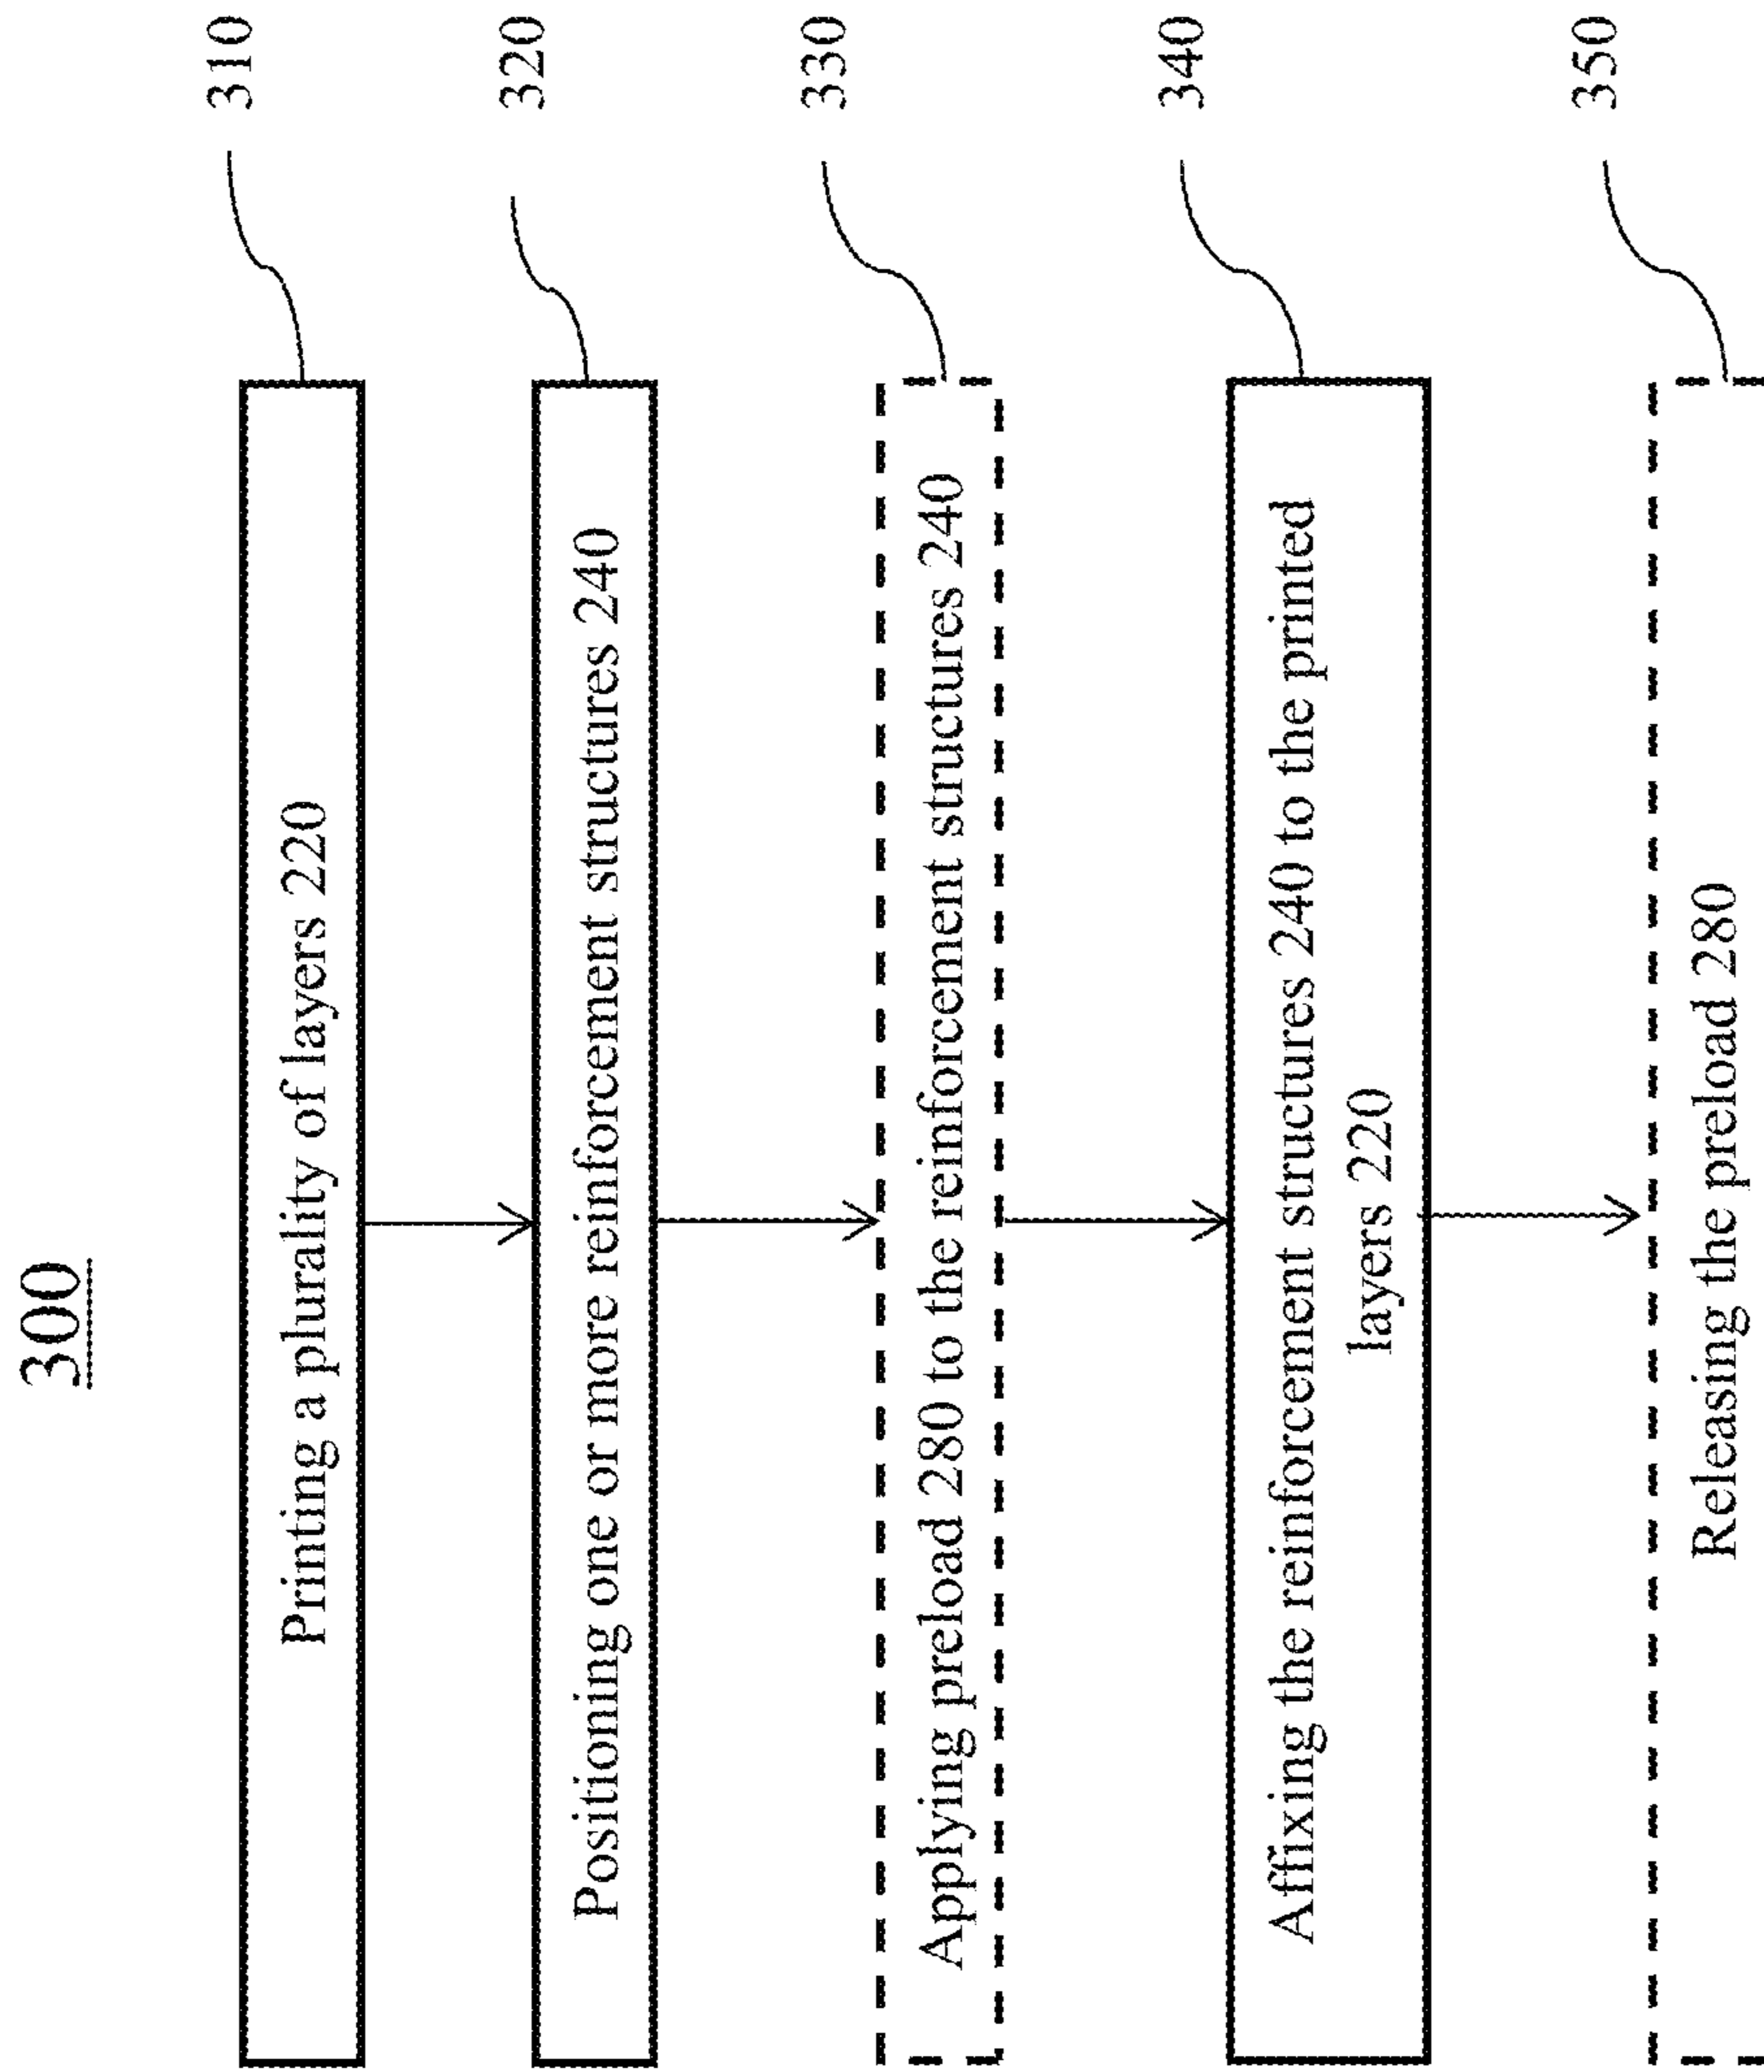 300
Printing a plurality of layers 220
310
Positioning one or more reinforcement structures 240
320
Applying preload 280 to the reinforcement structures 240
330
Affixing the reinforcement structures 240 to the printed
layers 220
340
Releasing the preload 280
350